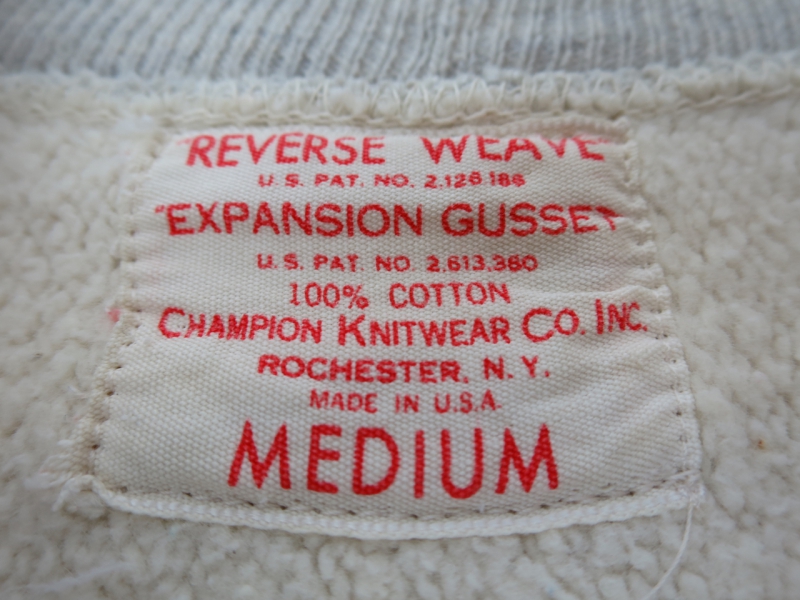 "REVERSE WEAVE"
U.S. PAT. NO. 2,126,186
"EXPANSION GUSSET
U.S. PAT. NO. 2,613,360
100% COTTON
CHAMPION KNITWEAR CO. INC.
ROCHESTER, N.Y.
MADE IN U.S.A.
MEDIUM